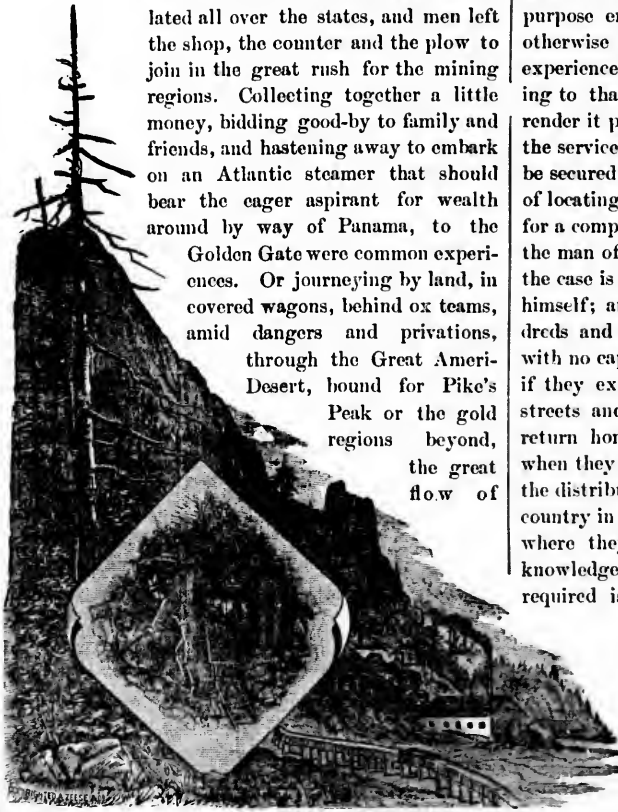 lated all over the states, and men left
the shop, the counter and the plow to
join in the great rush for the mining
regions. Collecting together a little
money, bidding good-by to family and
friends, and hastening away to embark
on an Atlantic steamer that should
bear the eager aspirant for wealth
around by way of Panama, to the
Golden Gate were common experi-
ences. Or journeying by land, in
covered wagons, behind ox teams,
amid dangers and privations,
through the Great Ameri-
Desert, bound for Pike's
Peak or the gold
regions beyond,
the great
flow of
purpose
otherwise
experience
ing to tha
render it p
the service
be secured
of locating
for a comp
the man of
the case is
himself; a
dreds and
with no ca
if they ex
streets and
return ho
when they
the distrib
country in
where the
knowledge
required i